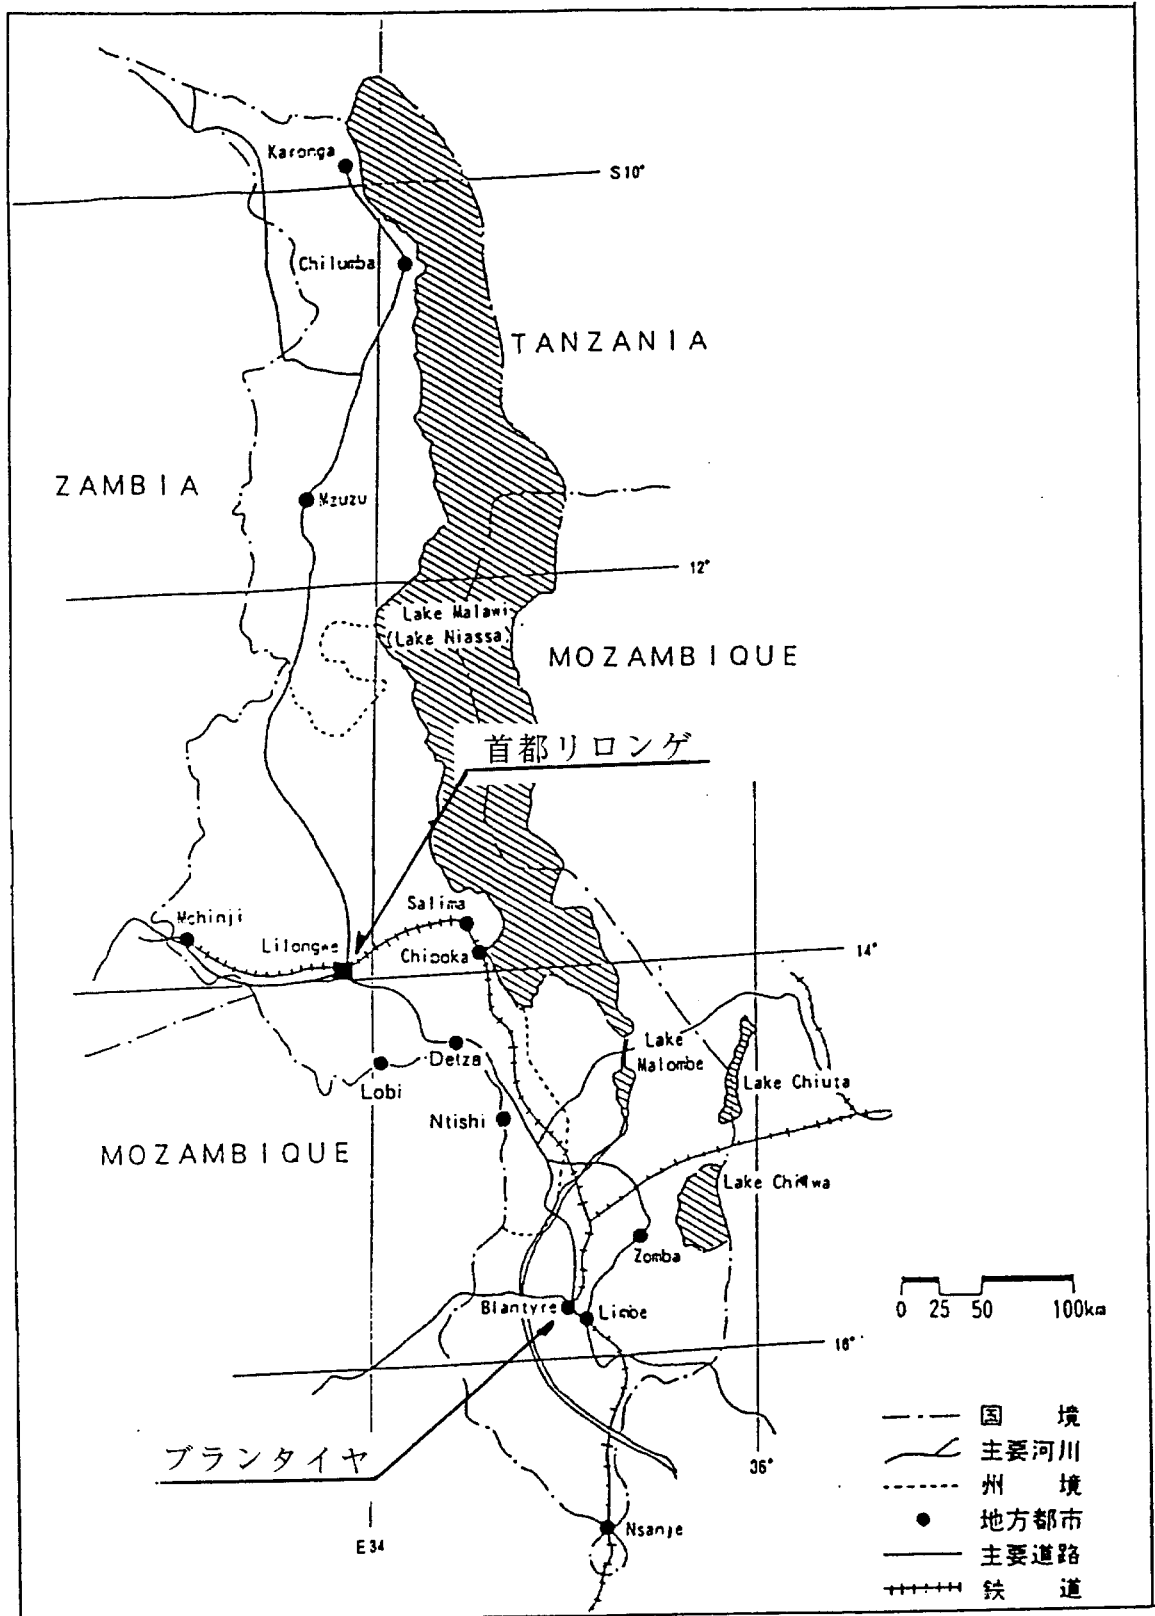 Karonga
S10°
Chilumba
TANZANIA
ZAMBIA
Mzuzu
12°
Lake Malawi
(Lake Niassa)
MOZAMBIQUE
首都リロンゲ
Salima
Mchinji
Lilongwe
Chipoka
14°
Lake
Malombe
Detza
Lake Chiuta
Lobi
Ntishi
MOZAMBIQUE
Lake Chilwa
Zomba
Blantyre
Limbe
0 25 50 100km
16°
国境
ブランタイヤ
主要河川
36°
州境
地方都市
Nsanje
E34
主要道路
鉄道